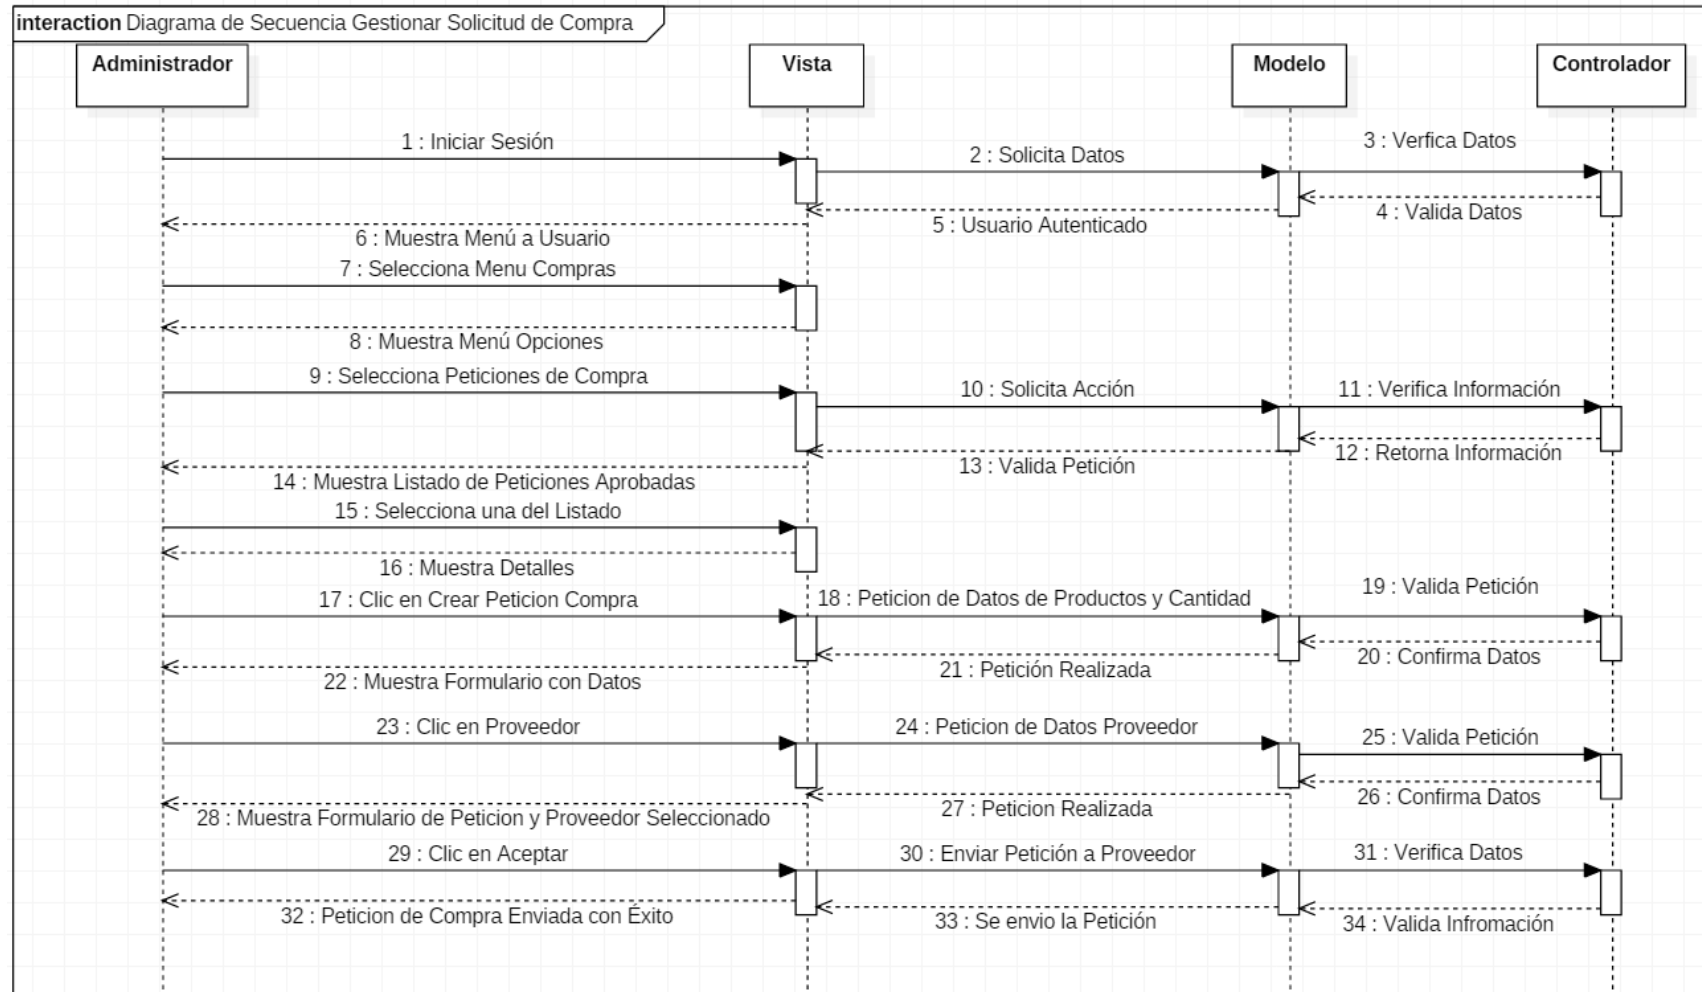 interaction Diagrama de Secuencia Gestionar Solicitud de Compra
Administrador
Vista
Modelo
Controlador
1 : Iniciar Sesión
2 : Solicita Datos
3 : Verfica Datos
4 : Valida Datos
5 : Usuario Autenticado
6 : Muestra Menú a Usuario
7 : Selecciona Menu Compras
8 : Muestra Menú Opciones
9 : Selecciona Peticiones de Compra
10 : Solicita Acción
11 : Verifica Información
12 : Retorna Información
13 : Valida Petición
14 : Muestra Listado de Peticiones Aprobadas
15 : Selecciona una del Listado
16 : Muestra Detalles
17 : Clic en Crear Peticion Compra
18 : Peticion de Datos de Productos y Cantidad
19 : Valida Petición
20 : Confirma Datos
21 : Petición Realizada
22 : Muestra Formulario con Datos
23 : Clic en Proveedor
24 : Peticion de Datos Proveedor
25 : Valida Petición
26 : Confirma Datos
27 : Peticion Realizada
28 : Muestra Formulario de Peticion y Proveedor Seleccionado
29 : Clic en Aceptar
30 : Enviar Petición a Proveedor
31 : Verifica Datos
32 : Peticion de Compra Enviada con Éxito
33 : Se envio la Petición
34 : Valida Infromación